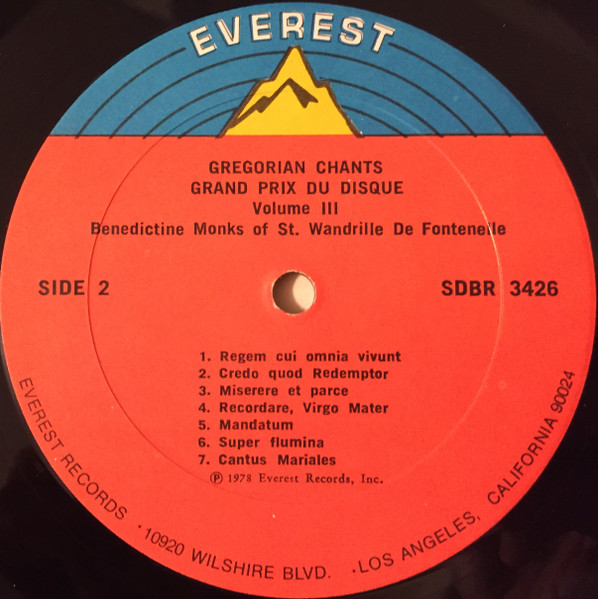 EVEREST
GREGORIAN CHANTS
GRAND PRIX DU DISQUE
Volume III
Benedictine Monks of St. Wandrille De Fontenelle
SIDE 2
SDBR 3426
1. Regem cui omnia vivunt
2. Credo quod Redemptor
3. Miserere et parce
4. Recordare, Virgo Mater
5. Mandatum
6. Super flumina
7. Cantus Mariales
℗ 1978 Everest Records, Inc.
EVEREST RECORDS · 10920 WILSHIRE BLVD. · LOS ANGELES, CALIFORNIA 90024